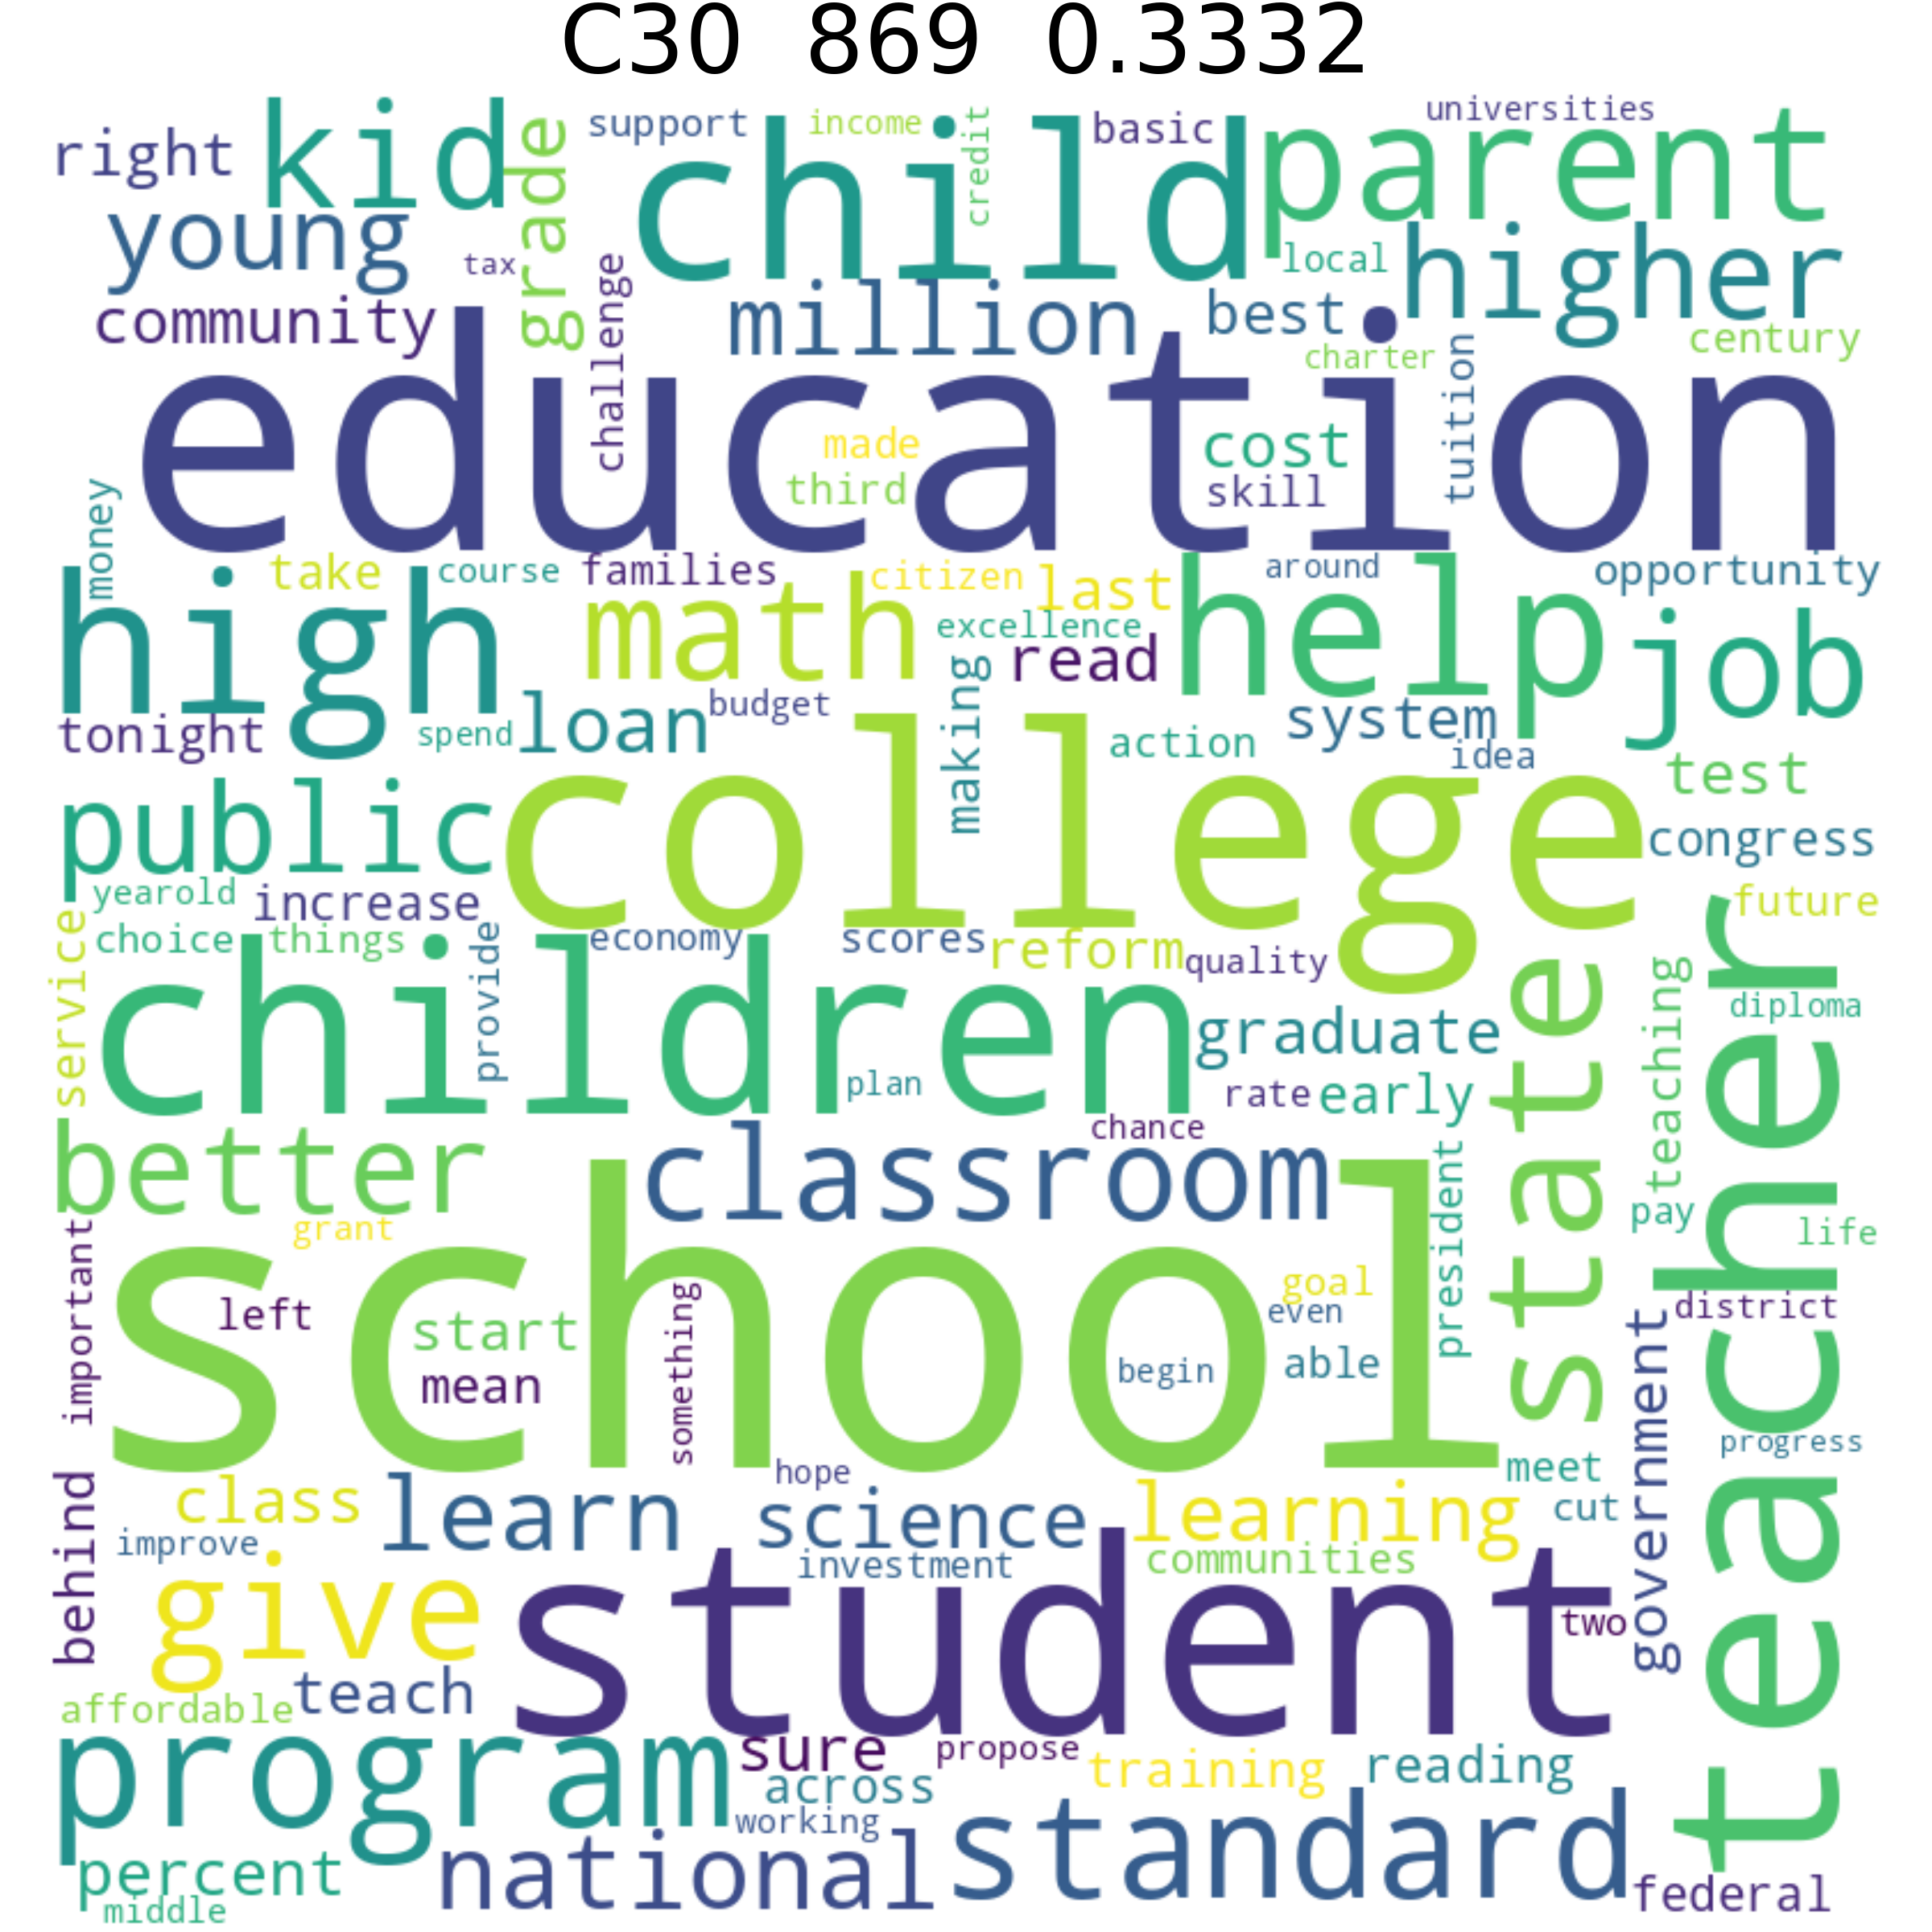 C30 869 0.3332
right
kid
grade
support
income
credit
basic
universities
child
parent
young
tax
challenge
local
higher
community
million
best
charter
tuition
century
education
made
third
cost
skill
money
take
course
families
citizen
last
around
opportunity
high
math
excellence
read
help
job
tonight
spend
loan
budget
making
action
system
idea
test
public
college
congress
yearold
increase
future
service
choice
things
provide
economy
scores
reform
quality
children
plan
graduate
rate
early
state
teaching
diploma
teacher
better
classroom
chance
president
pay
life
grant
important
school
left
start
mean
something
begin
goal
even
able
district
government
progress
behind
class
learn
hope
science
learning
meet
cut
improve
investment
communities
give
student
two
affordable
teach
program
sure
propose
training
reading
across
working
percent
national
standard
federal
middle